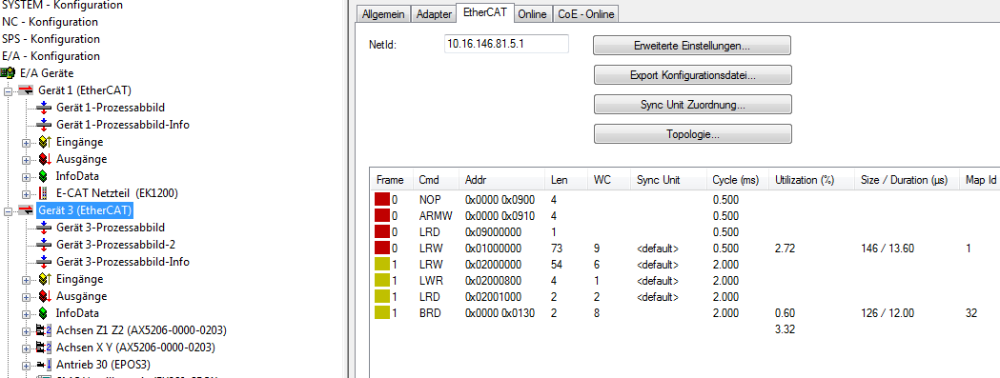 SYSTEM - Konfiguration
NC - Konfiguration
SPS - Konfiguration
E/A - Konfiguration
E/A Geräte
Gerät 1 (EtherCAT)
Gerät 1-Prozessabbild
Gerät 1-Prozessabbild-Info
Eingänge
Ausgänge
InfoData
E-CAT Netzteil (EK1200)
Gerät 3 (EtherCAT)
Gerät 3-Prozessabbild
Gerät 3-Prozessabbild-2
Gerät 3-Prozessabbild-Info
Eingänge
Ausgänge
InfoData
Achsen Z1 Z2 (AX5206-0000-0203)
Achsen X Y (AX5206-0000-0203)
Antrieb 30 (EPOS3)
Allgemein Adapter EtherCAT Online CoE - Online
NetId: 10.16.146.81.5.1
Erweiterte Einstellungen...
Export Konfigurationsdatei...
Sync Unit Zuordnung...
Topologie...
Frame Cmd Addr Len WC Sync Unit Cycle (ms) Utilization (%) Size / Duration (µs) Map Id
0 NOP 0x0000 0x0900 4 0.500
0 ARMW 0x0000 0x0910 4 0.500
0 LRD 0x09000000 1 0.500
0 LRW 0x01000000 73 9 <default> 0.500 2.72 146 / 13.60 1
1 LRW 0x02000000 54 6 <default> 2.000
1 LWR 0x02000800 4 1 <default> 2.000
1 LRD 0x02001000 2 2 <default> 2.000
1 BRD 0x0000 0x0130 2 8 2.000 0.60 126 / 12.00 32
3.32